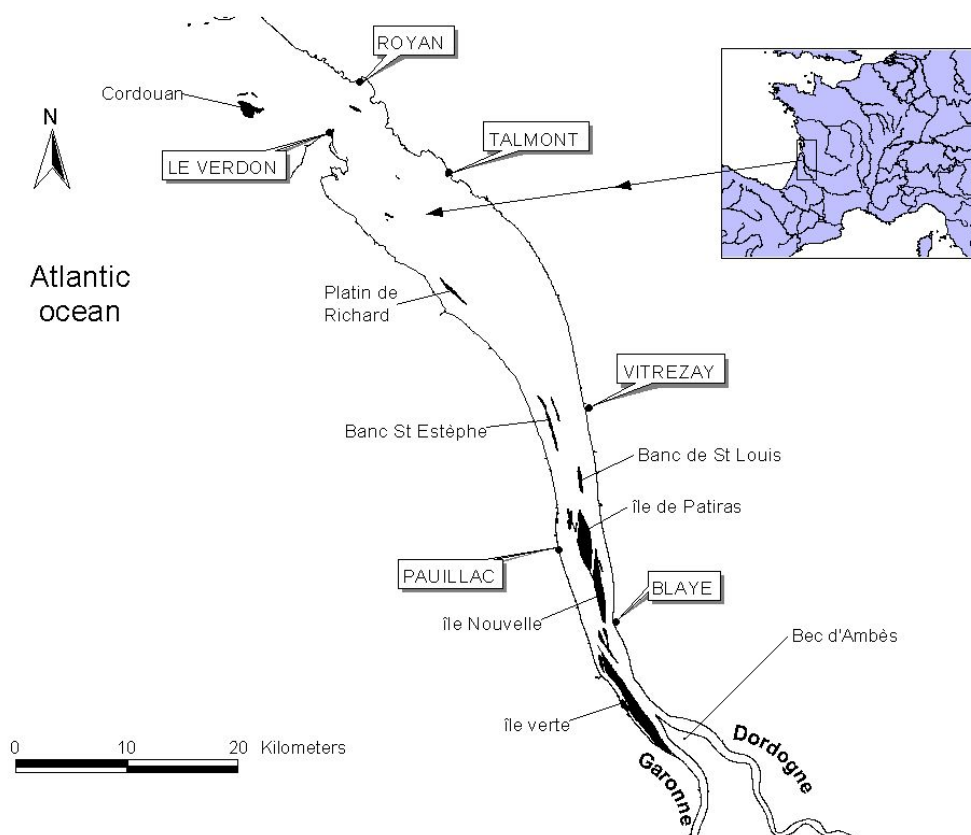 ROYAN
Cordouan
N
TALMONT
LE VERDON
Atlantic
ocean
Platin de
Richard
VITREZAY
Banc St Estèphe
Banc de St Louis
île de Patiras
PAUILLAC
BLAYE
île Nouvelle
Bec d'Ambès
île verte
Dordogne
Garonne
0 10 20 Kilometers